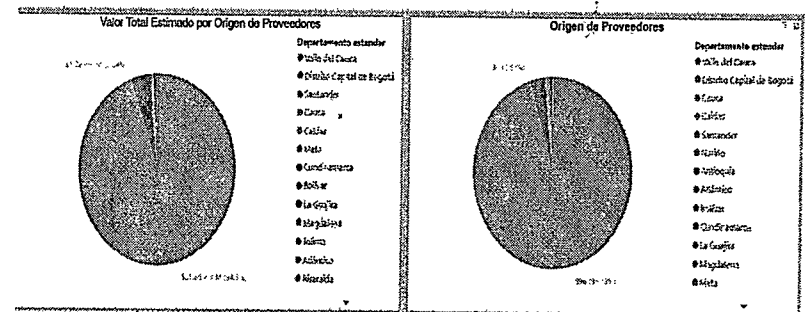 Valor Total Estimado por Origen de Proveedores
Departamento estandar
Valle del Cauca
Distrito Capital de Bogotá
Santander
Cauca
Caldas
Meta
Cundinamarca
Bolívar
La Guajira
Magdalena
Tolima
Atlántico
Risaralda
Origen de Proveedores
Departamento estandar
Valle del Cauca
Distrito Capital de Bogotá
Cauca
Caldas
Santander
Nariño
Antioquia
Atlántico
Bolívar
Cundinamarca
La Guajira
Magdalena
Meta